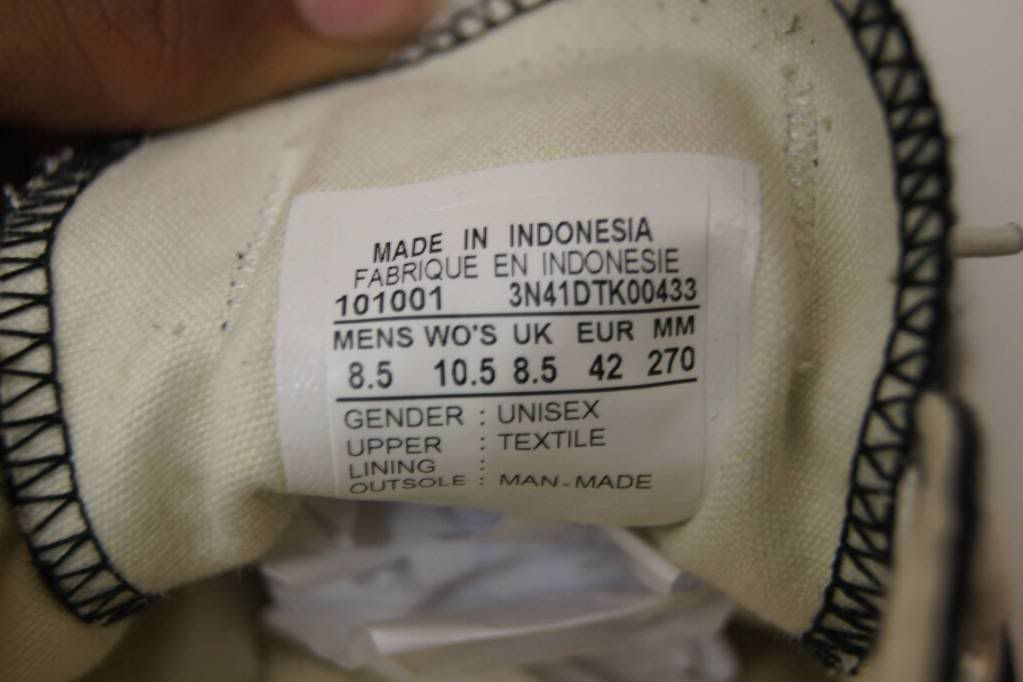 MADE IN INDONESIA
FABRIQUE EN INDONESIE
101001 3N41DTK00433
MENS WO'S UK EUR MM
8.5 10.5 8.5 42 270
GENDER : UNISEX
UPPER : TEXTILE
LINING :
OUTSOLE : MAN-MADE